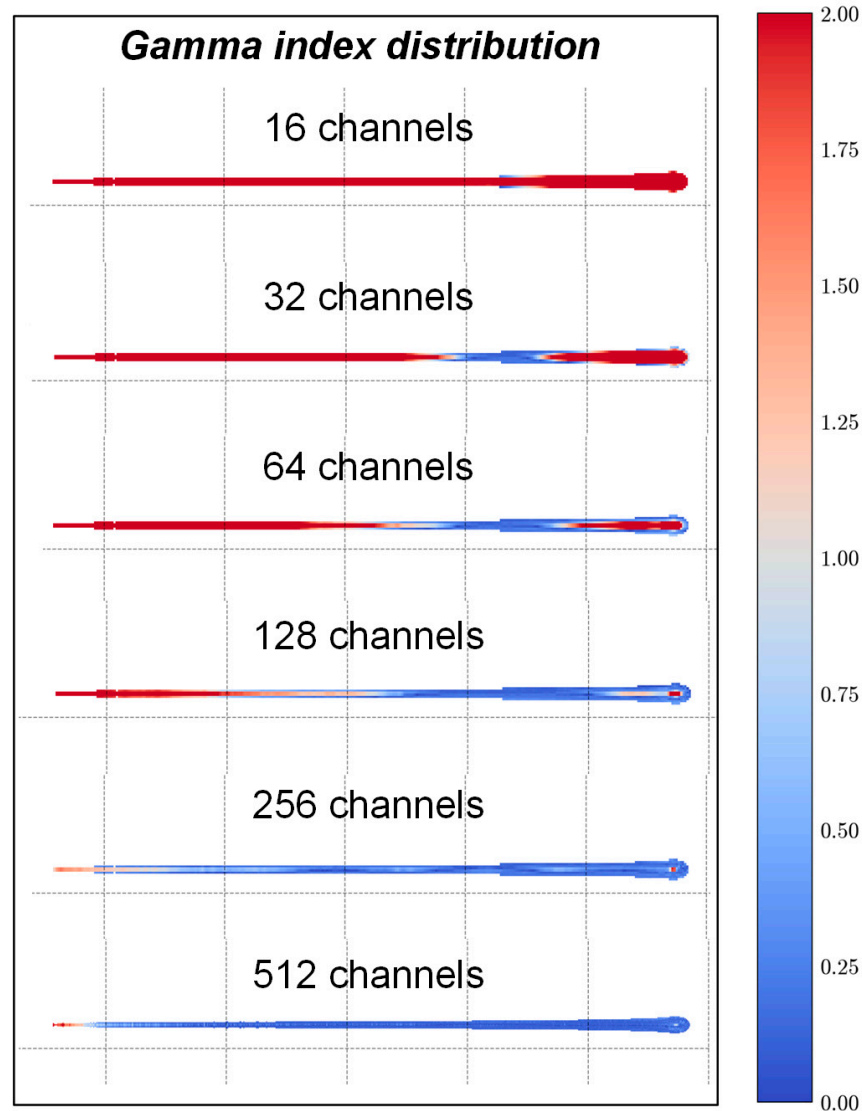 Gamma index distribution
16 channels
32 channels
64 channels
128 channels
256 channels
512 channels
2.00
1.75
1.50
1.25
1.00
0.75
0.50
0.25
0.00